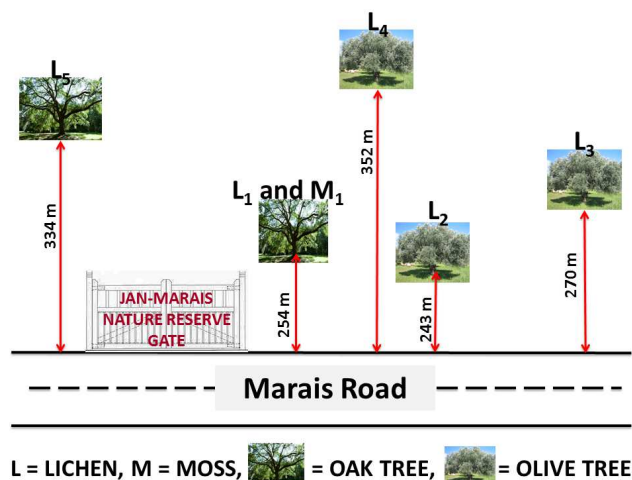 L4
L5
L3
L1 and M1
L2
334 m
352 m
270 m
254 m
243 m
JAN-MARAIS
NATURE RESERVE
GATE
Marais Road
L = LICHEN, M = MOSS, = OAK TREE, = OLIVE TREE